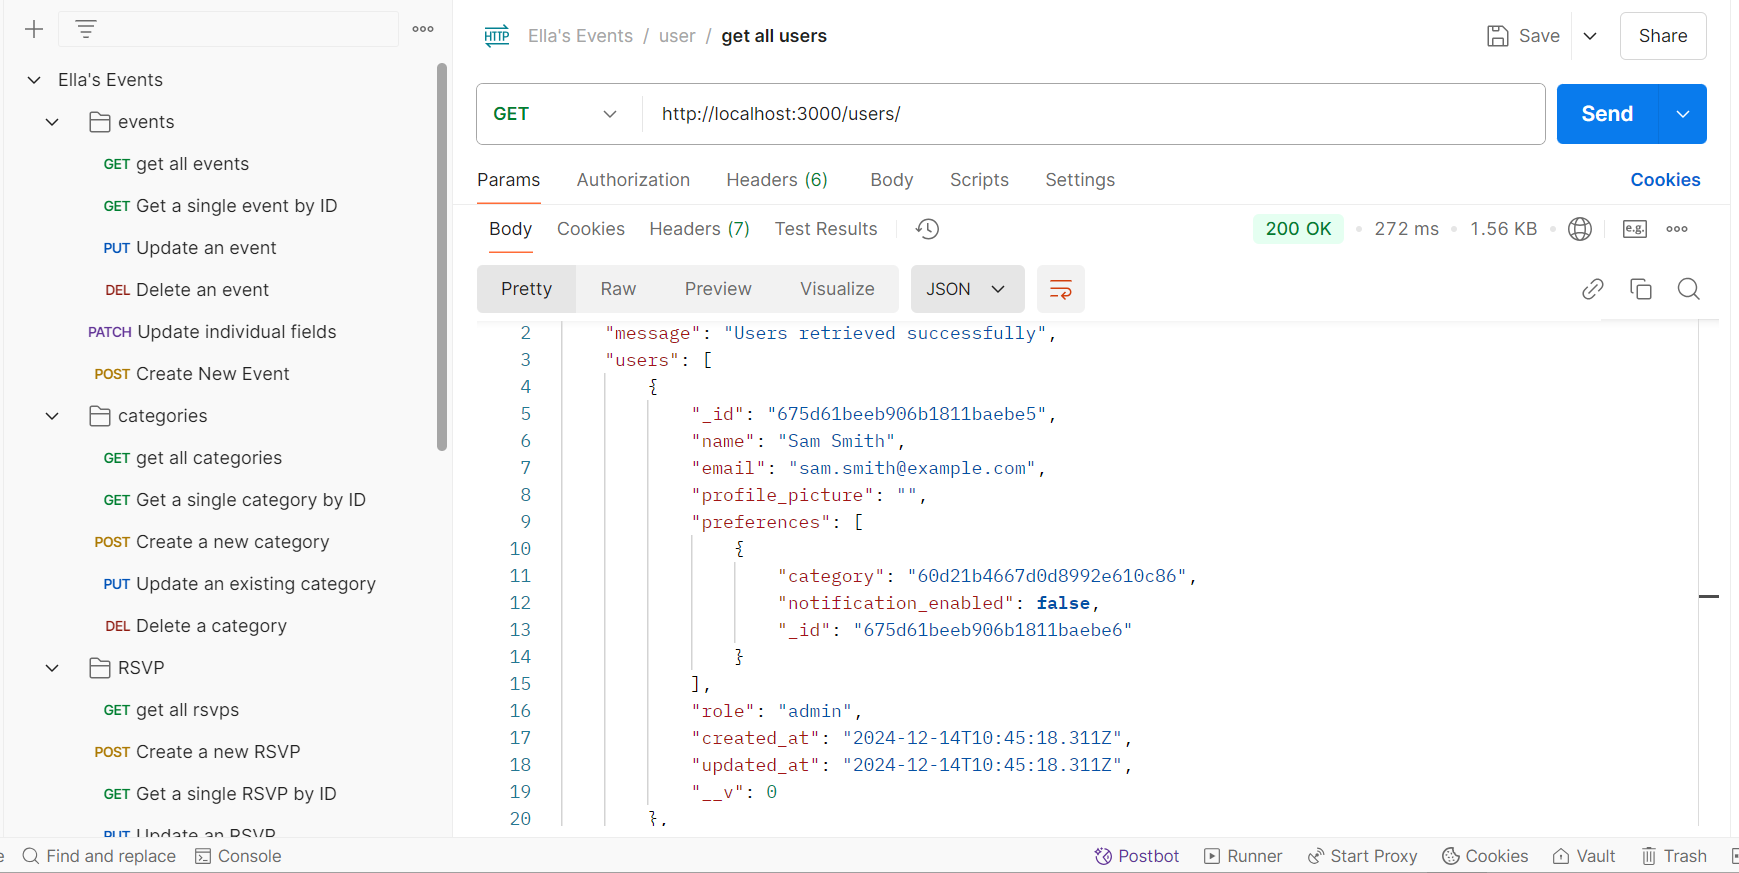 Ella's Events
events
GET get all events
GET Get a single event by ID
PUT Update an event
DEL Delete an event
PATCH Update individual fields
POST Create New Event
categories
GET get all categories
GET Get a single category by ID
POST Create a new category
PUT Update an existing category
DEL Delete a category
RSVP
GET get all rsvps
POST Create a new RSVP
GET Get a single RSVP by ID
PUT Update an RSVP
HTTP Ella's Events / user / get all users
Save
Share
GET http://localhost:3000/users/
Send
Params Authorization Headers (6) Body Scripts Settings Cookies
Body Cookies Headers (7) Test Results 200 OK 272 ms 1.56 KB e.g.
Pretty Raw Preview Visualize JSON
2 "message": "Users retrieved successfully",
3 "users": [
4 {
5 "_id": "675d61beeb906b1811baebe5",
6 "name": "Sam Smith",
7 "email": "sam.smith@example.com",
8 "profile_picture": "",
9 "preferences": [
10 {
11 "category": "60d21b4667d0d8992e610c86",
12 "notification_enabled": false,
13 "_id": "675d61beeb906b1811baebe6"
14 }
15 ],
16 "role": "admin",
17 "created_at": "2024-12-14T10:45:18.311Z",
18 "updated_at": "2024-12-14T10:45:18.311Z",
19 "__v": 0
20 },
Find and replace Console Postbot Runner Start Proxy Cookies Vault Trash